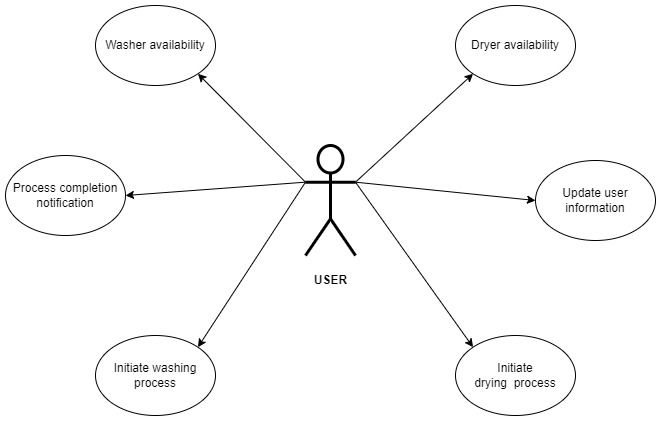 Washer availability
Dryer availability
Process completion
notification
Update user
information
USER
Initiate washing
process
Initiate
drying  process